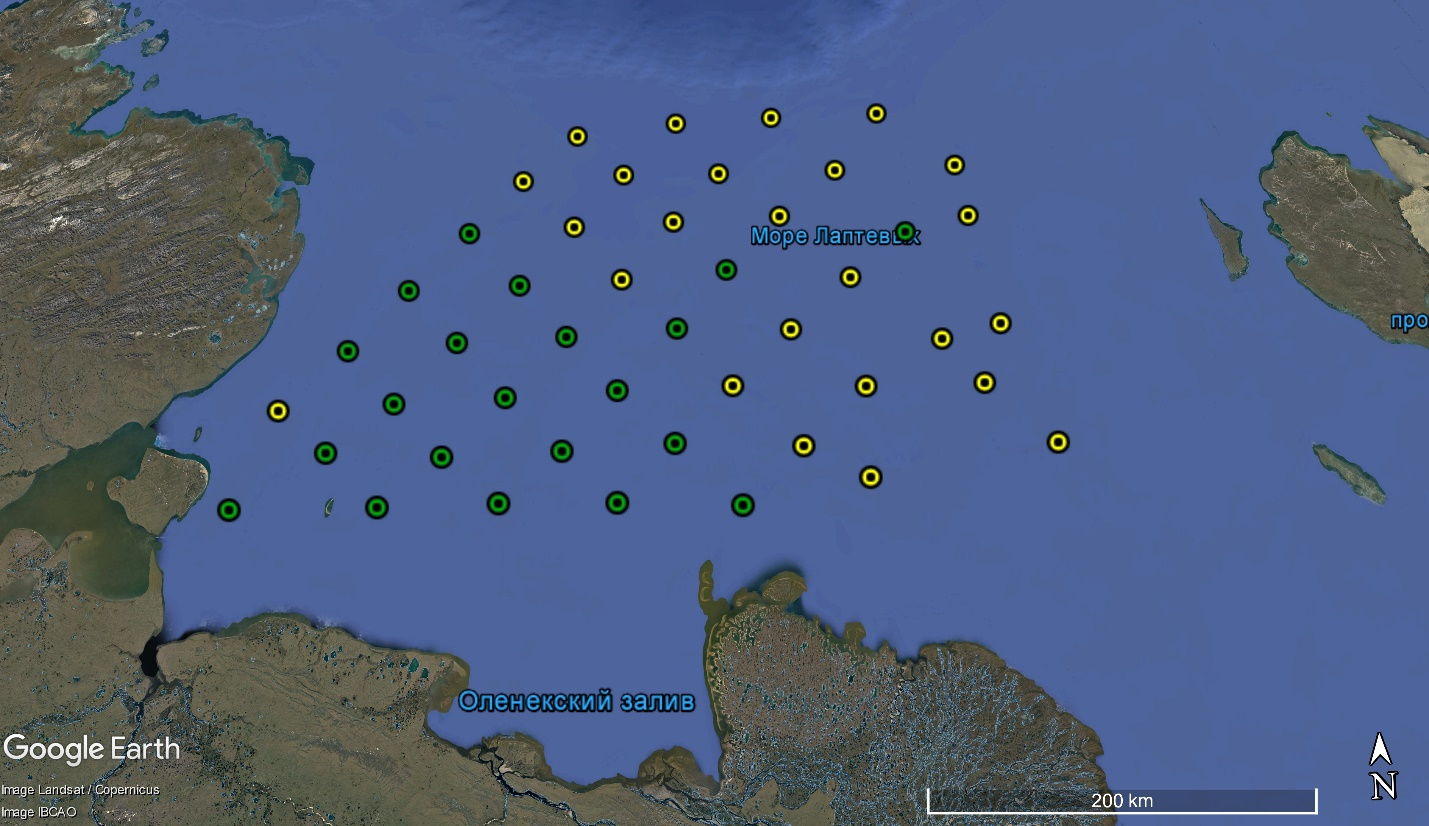 Море Лаптевых
про
Оленекский залив
Google Earth
Image Landsat / Copernicus
Image IBCAO
200 km
N